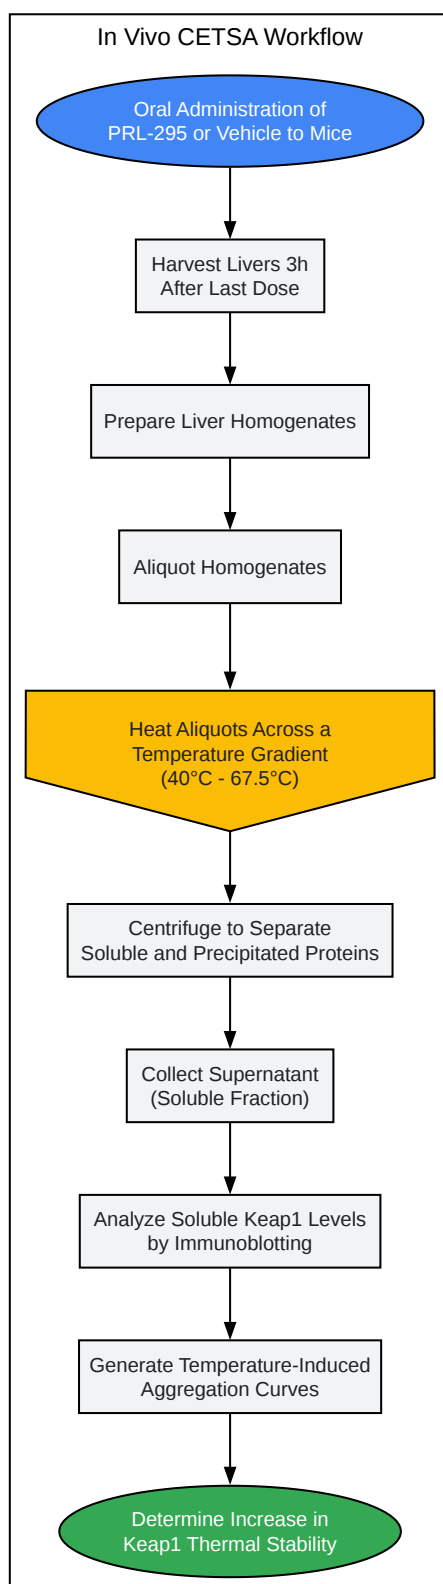 In Vivo CETSA Workflow
Oral Administration of
PRL-295 or Vehicle to Mice
Harvest Livers 3h
After Last Dose
Prepare Liver Homogenates
Aliquot Homogenates
Heat Aliquots Across a
Temperature Gradient
(40°C - 67.5°C)
Centrifuge to Separate
Soluble and Precipitated Proteins
Collect Supernatant
(Soluble Fraction)
Analyze Soluble Keap1 Levels
by Immunoblotting
Generate Temperature-Induced
Aggregation Curves
Determine Increase in
Keap1 Thermal Stability